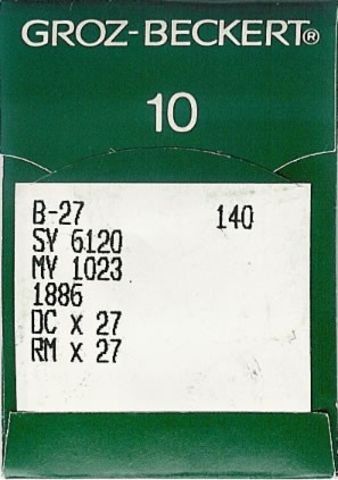 GROZ-BECKERT®
10
B-27 140
SY 6120
MY 1023
1886
DC X 27
RM X 27